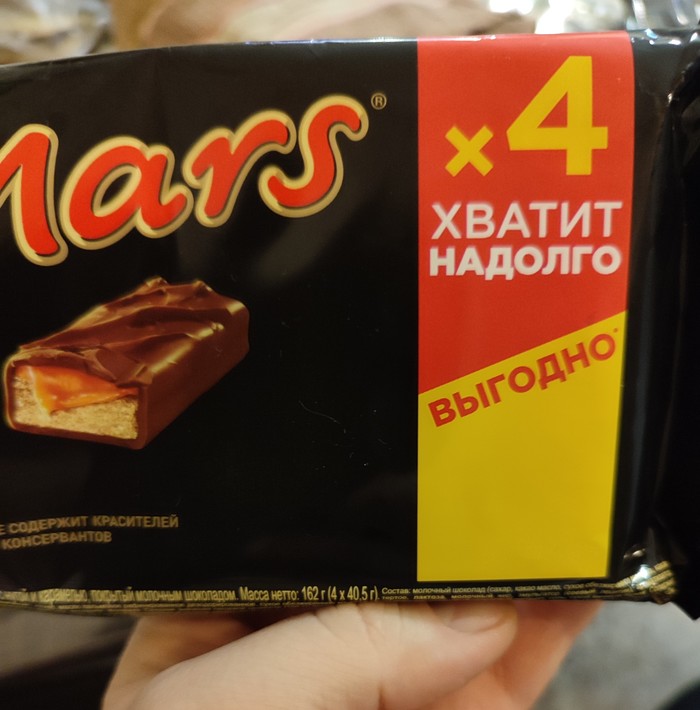 Mars®
×4
ХВАТИТ
НАДОЛГО
ВЫГОДНО*
СОДЕРЖИТ КРАСИТЕЛЕЙ
КОНСЕРВАНТОВ
покрытый молочным шоколадом. Масса нетто: 162 г (4 x 40.5 г) Состав: молочный шоколад (сахар, какао масло, сухое